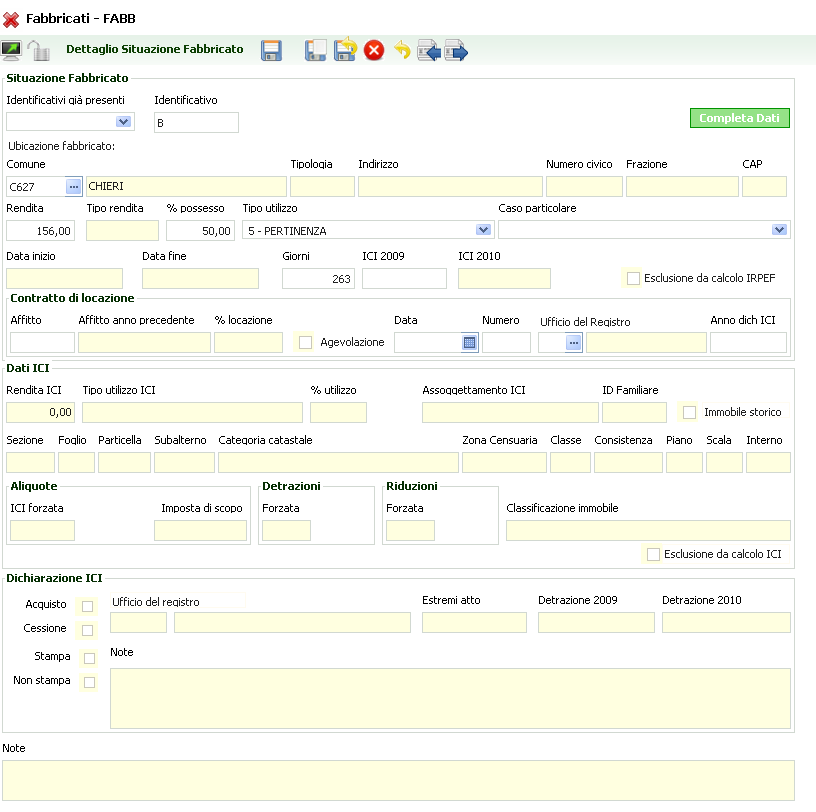 Fabbricati - FABB
Dettaglio Situazione Fabbricato
Situazione Fabbricato
Identificativi già presenti Identificativo
B
Completa Dati
Ubicazione fabbricato:
Comune Tipologia Indirizzo Numero civico Frazione CAP
C627 ... CHIERI
Rendita Tipo rendita % possesso Tipo utilizzo Caso particolare
156,00 50,00 5 - PERTINENZA
Data inizio Data fine Giorni ICI 2009 ICI 2010
263 Esclusione da calcolo IRPEF
Contratto di locazione
Affitto Affitto anno precedente % locazione Data Numero Ufficio del Registro Anno dich ICI
Agevolazione ...
Dati ICI
Rendita ICI Tipo utilizzo ICI % utilizzo Assoggettamento ICI ID Familiare
0,00 Immobile storico
Sezione Foglio Particella Subalterno Categoria catastale Zona Censuaria Classe Consistenza Piano Scala Interno
Aliquote Detrazioni Riduzioni
ICI forzata Imposta di scopo Forzata Forzata Classificazione immobile
Esclusione da calcolo ICI
Dichiarazione ICI
Acquisto Ufficio del registro Estremi atto Detrazione 2009 Detrazione 2010
Cessione
Stampa Note
Non stampa
Note